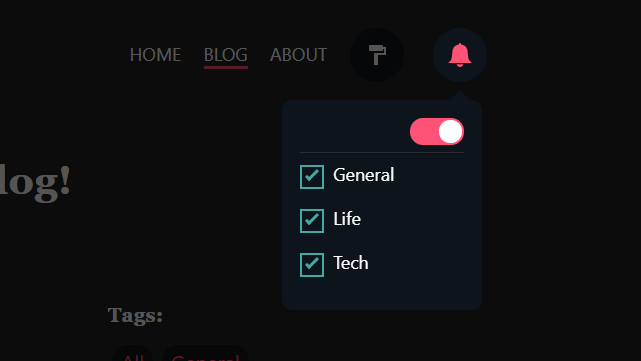 HOME BLOG ABOUT
General
log!
Life
Tech
Tags:
All General